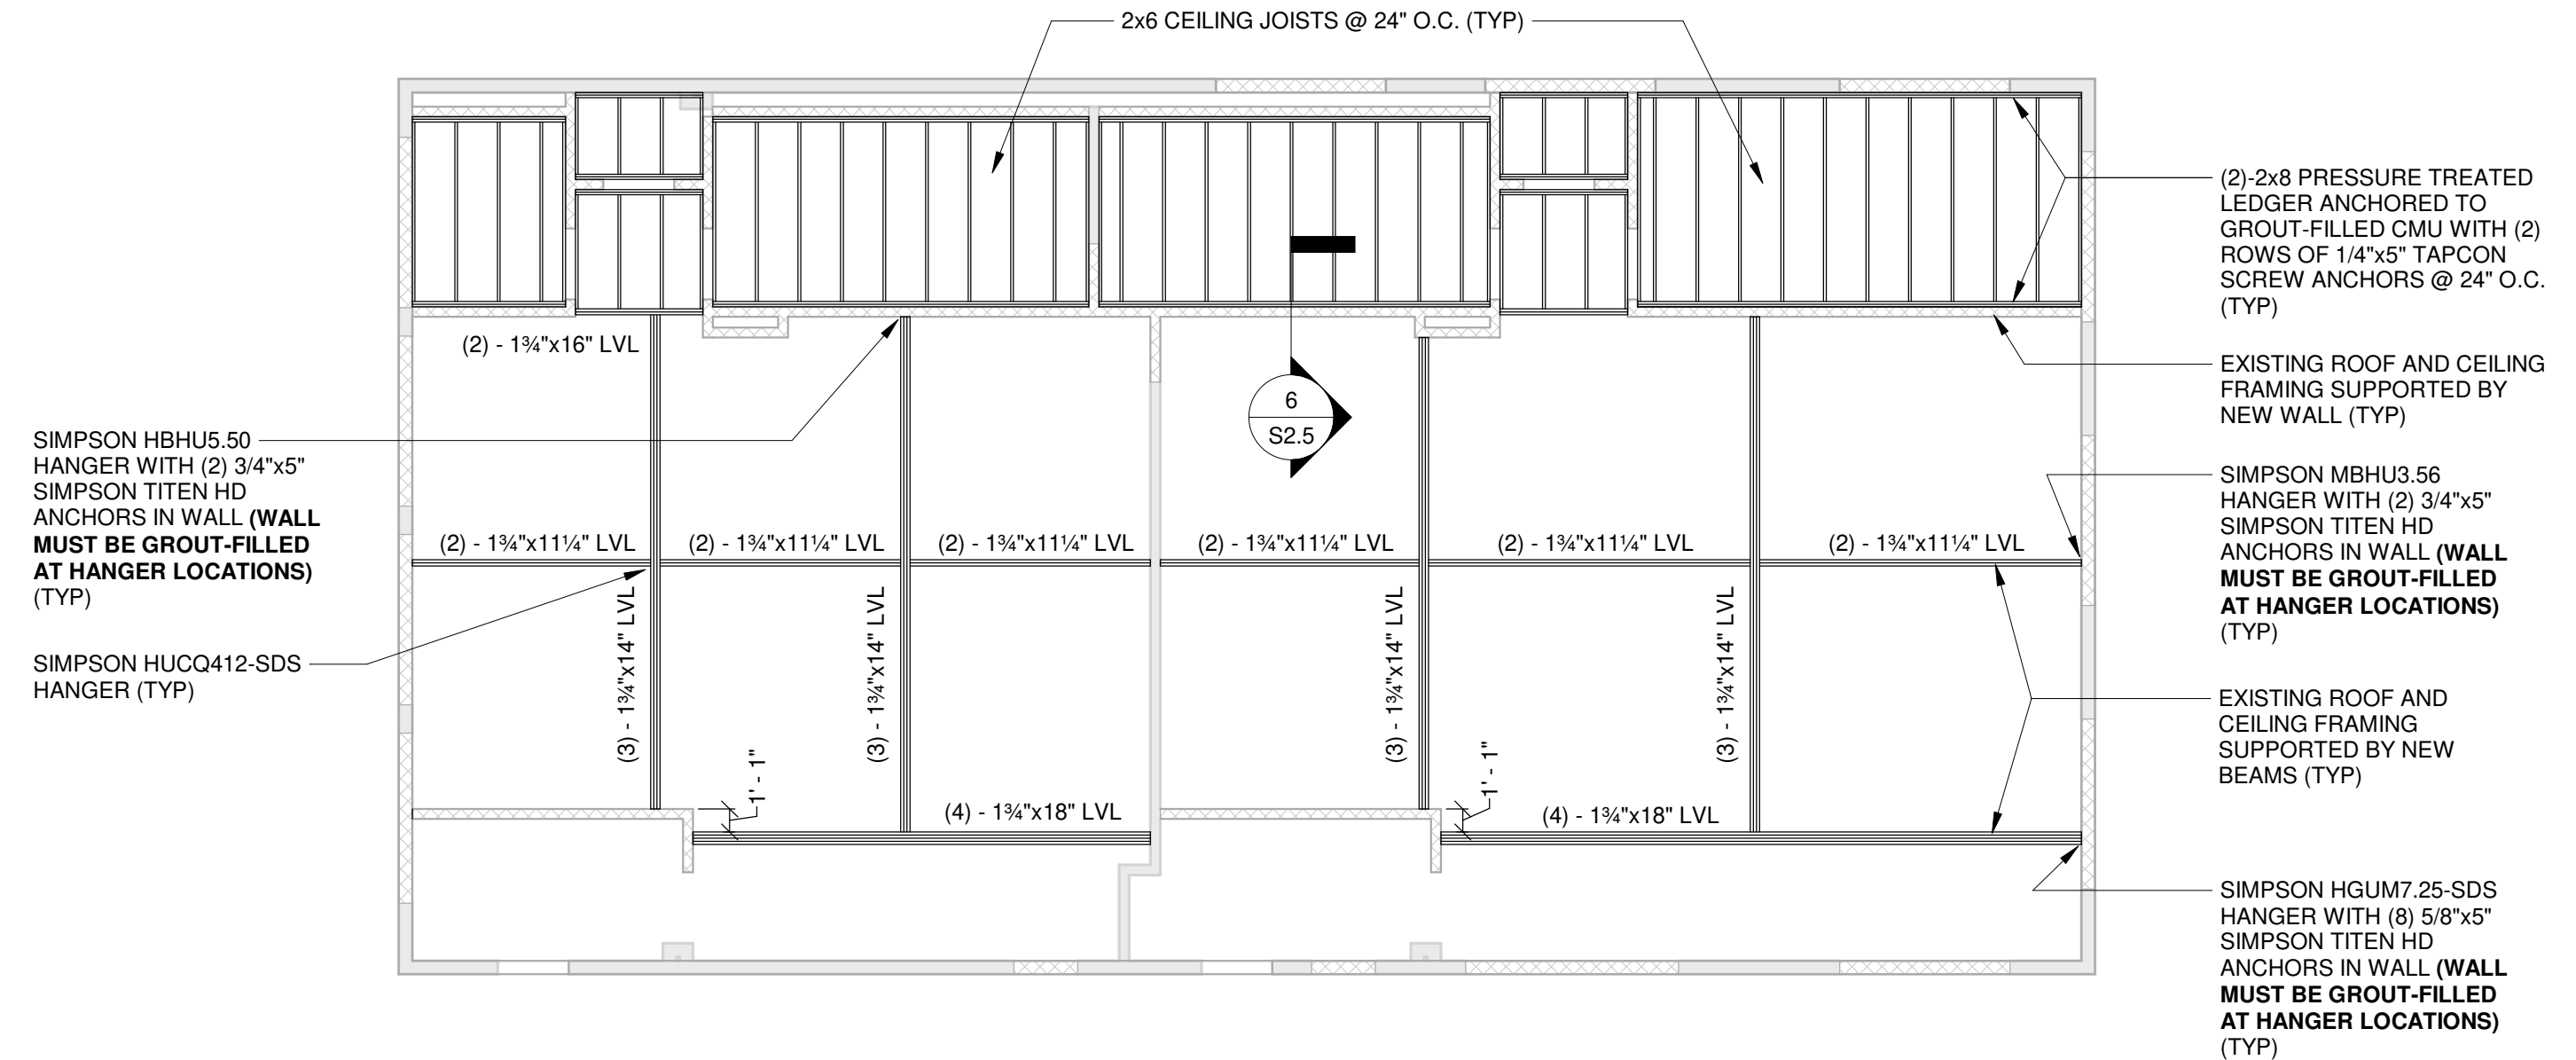 2x6 CEILING JOISTS @ 24" O.C. (TYP)
(2)-2x8 PRESSURE TREATED
LEDGER ANCHORED TO
GROUT-FILLED CMU WITH (2)
ROWS OF 1/4"x5" TAPCON
SCREW ANCHORS @ 24" O.C.
(TYP)
(2) - 1¾"x16" LVL
EXISTING ROOF AND CEILING
FRAMING SUPPORTED BY
NEW WALL (TYP)
6
S2.5
SIMPSON HBHU5.50
HANGER WITH (2) 3/4"x5"
SIMPSON TITEN HD
ANCHORS IN WALL (WALL
MUST BE GROUT-FILLED
AT HANGER LOCATIONS)
(TYP)
SIMPSON MBHU3.56
HANGER WITH (2) 3/4"x5"
SIMPSON TITEN HD
ANCHORS IN WALL (WALL
MUST BE GROUT-FILLED
AT HANGER LOCATIONS)
(TYP)
(2) - 1¾"x11¼" LVL
(2) - 1¾"x11¼" LVL
(2) - 1¾"x11¼" LVL
(2) - 1¾"x11¼" LVL
(2) - 1¾"x11¼" LVL
(2) - 1¾"x11¼" LVL
SIMPSON HUCQ412-SDS
HANGER (TYP)
(3) - 1¾"x14" LVL
(3) - 1¾"x14" LVL
(3) - 1¾"x14" LVL
(3) - 1¾"x14" LVL
EXISTING ROOF AND
CEILING FRAMING
SUPPORTED BY NEW
BEAMS (TYP)
1' - 1"
1' - 1"
(4) - 1¾"x18" LVL
(4) - 1¾"x18" LVL
SIMPSON HGUM7.25-SDS
HANGER WITH (8) 5/8"x5"
SIMPSON TITEN HD
ANCHORS IN WALL (WALL
MUST BE GROUT-FILLED
AT HANGER LOCATIONS)
(TYP)